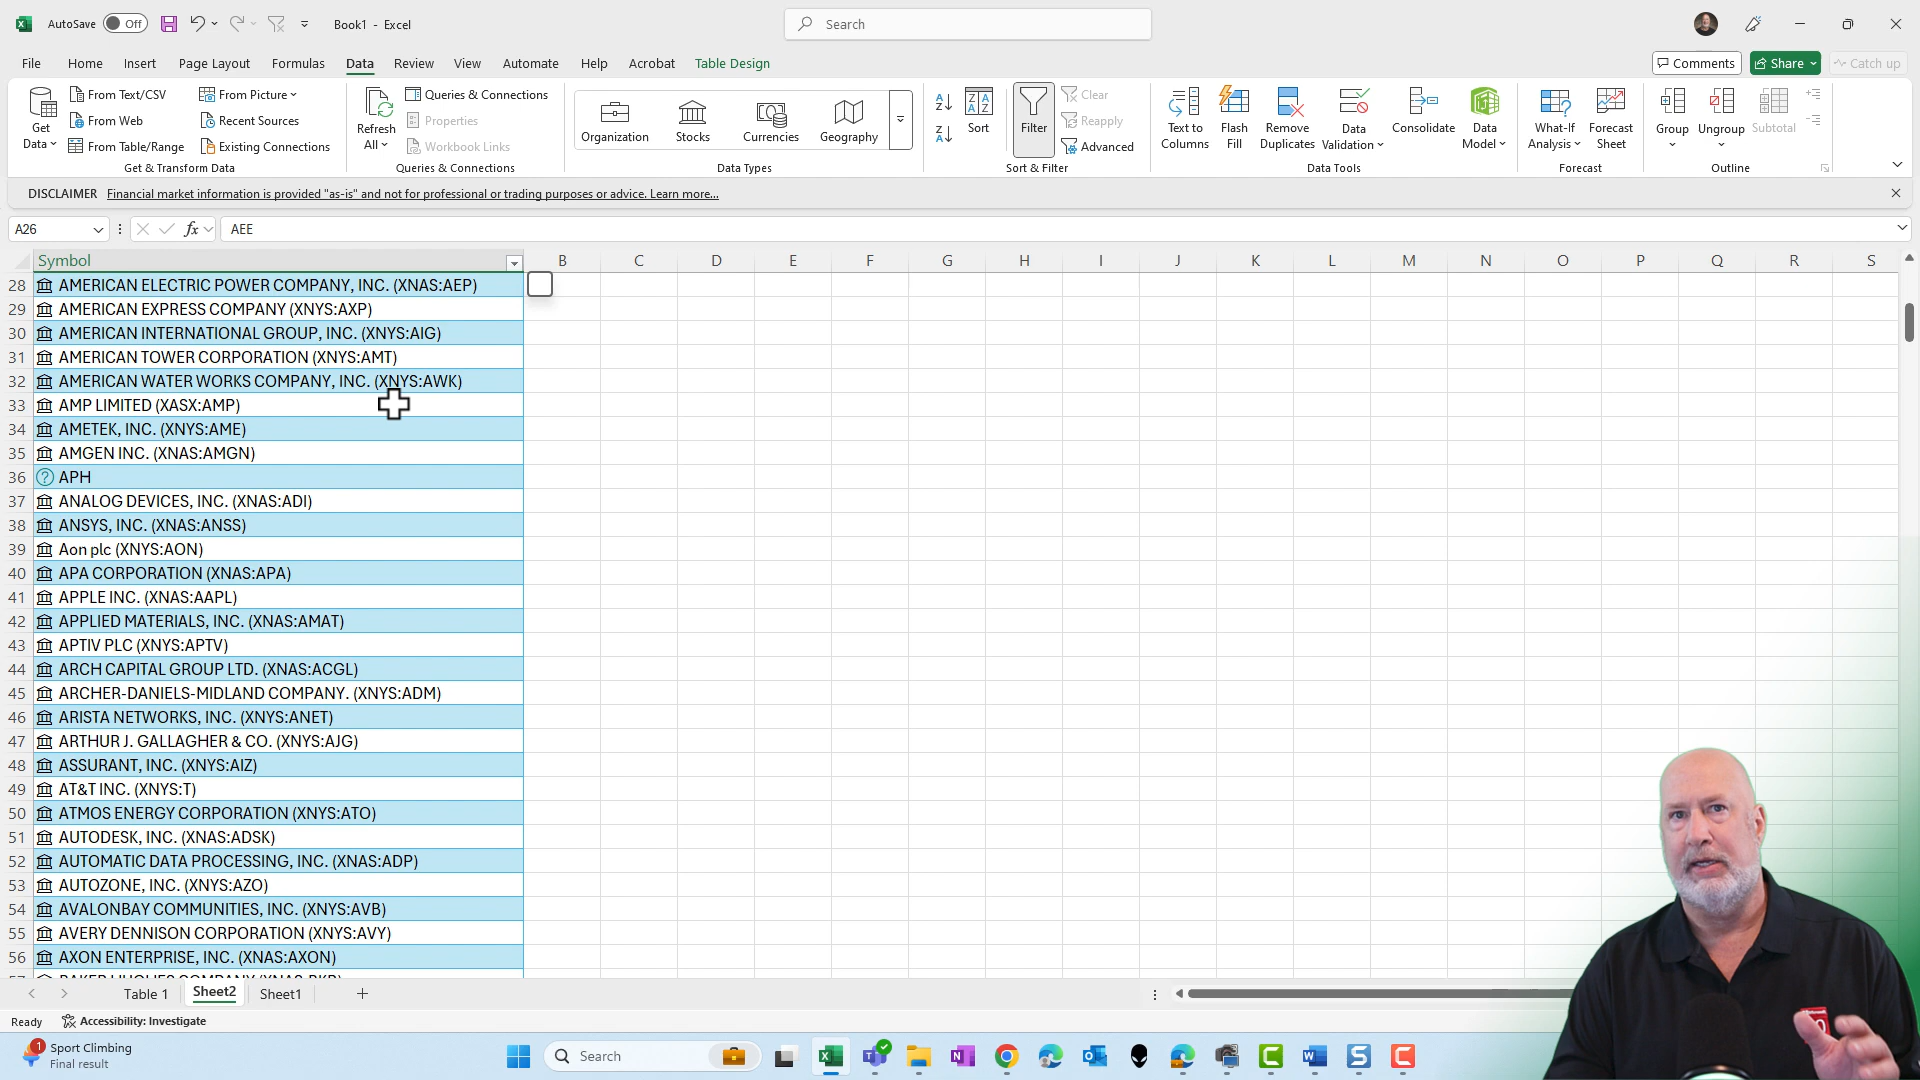 AutoSave Off Book1 - Excel Search
File Home Insert Page Layout Formulas Data Review View Automate Help Acrobat Table Design Comments Share Catch up
Get Data From Text/CSV From Web From Table/Range From Picture Recent Sources Existing Connections
Get & Transform Data
Refresh All Queries & Connections Properties Workbook Links
Queries & Connections
Organization Stocks Currencies Geography
Data Types
Sort Filter Clear Reapply Advanced
Sort & Filter
Text to Columns Flash Fill Remove Duplicates Data Validation Consolidate Data Model
Data Tools
What-If Analysis Forecast Sheet
Forecast
Group Ungroup Subtotal
Outline
DISCLAIMER Financial market information is provided "as-is" and not for professional or trading purposes or advice. Learn more...
A26 fx AEE
Symbol B C D E F G H I J K L M N O P Q R S
28 AMERICAN ELECTRIC POWER COMPANY, INC. (XNAS:AEP)
29 AMERICAN EXPRESS COMPANY (XNYS:AXP)
30 AMERICAN INTERNATIONAL GROUP, INC. (XNYS:AIG)
31 AMERICAN TOWER CORPORATION (XNYS:AMT)
32 AMERICAN WATER WORKS COMPANY, INC. (XNYS:AWK)
33 AMP LIMITED (XASX:AMP)
34 AMETEK, INC. (XNYS:AME)
35 AMGEN INC. (XNAS:AMGN)
36 ? APH
37 ANALOG DEVICES, INC. (XNAS:ADI)
38 ANSYS, INC. (XNAS:ANSS)
39 Aon plc (XNYS:AON)
40 APA CORPORATION (XNAS:APA)
41 APPLE INC. (XNAS:AAPL)
42 APPLIED MATERIALS, INC. (XNAS:AMAT)
43 APTIV PLC (XNYS:APTV)
44 ARCH CAPITAL GROUP LTD. (XNAS:ACGL)
45 ARCHER-DANIELS-MIDLAND COMPANY. (XNYS:ADM)
46 ARISTA NETWORKS, INC. (XNYS:ANET)
47 ARTHUR J. GALLAGHER & CO. (XNYS:AJG)
48 ASSURANT, INC. (XNYS:AIZ)
49 AT&T INC. (XNYS:T)
50 ATMOS ENERGY CORPORATION (XNYS:ATO)
51 AUTODESK, INC. (XNAS:ADSK)
52 AUTOMATIC DATA PROCESSING, INC. (XNAS:ADP)
53 AUTOZONE, INC. (XNYS:AZO)
54 AVALONBAY COMMUNITIES, INC. (XNYS:AVB)
55 AVERY DENNISON CORPORATION (XNYS:AVY)
56 AXON ENTERPRISE, INC. (XNAS:AXON)
Table 1 Sheet2 Sheet1
Ready Accessibility: Investigate
1 Sport Climbing
Final result
Search